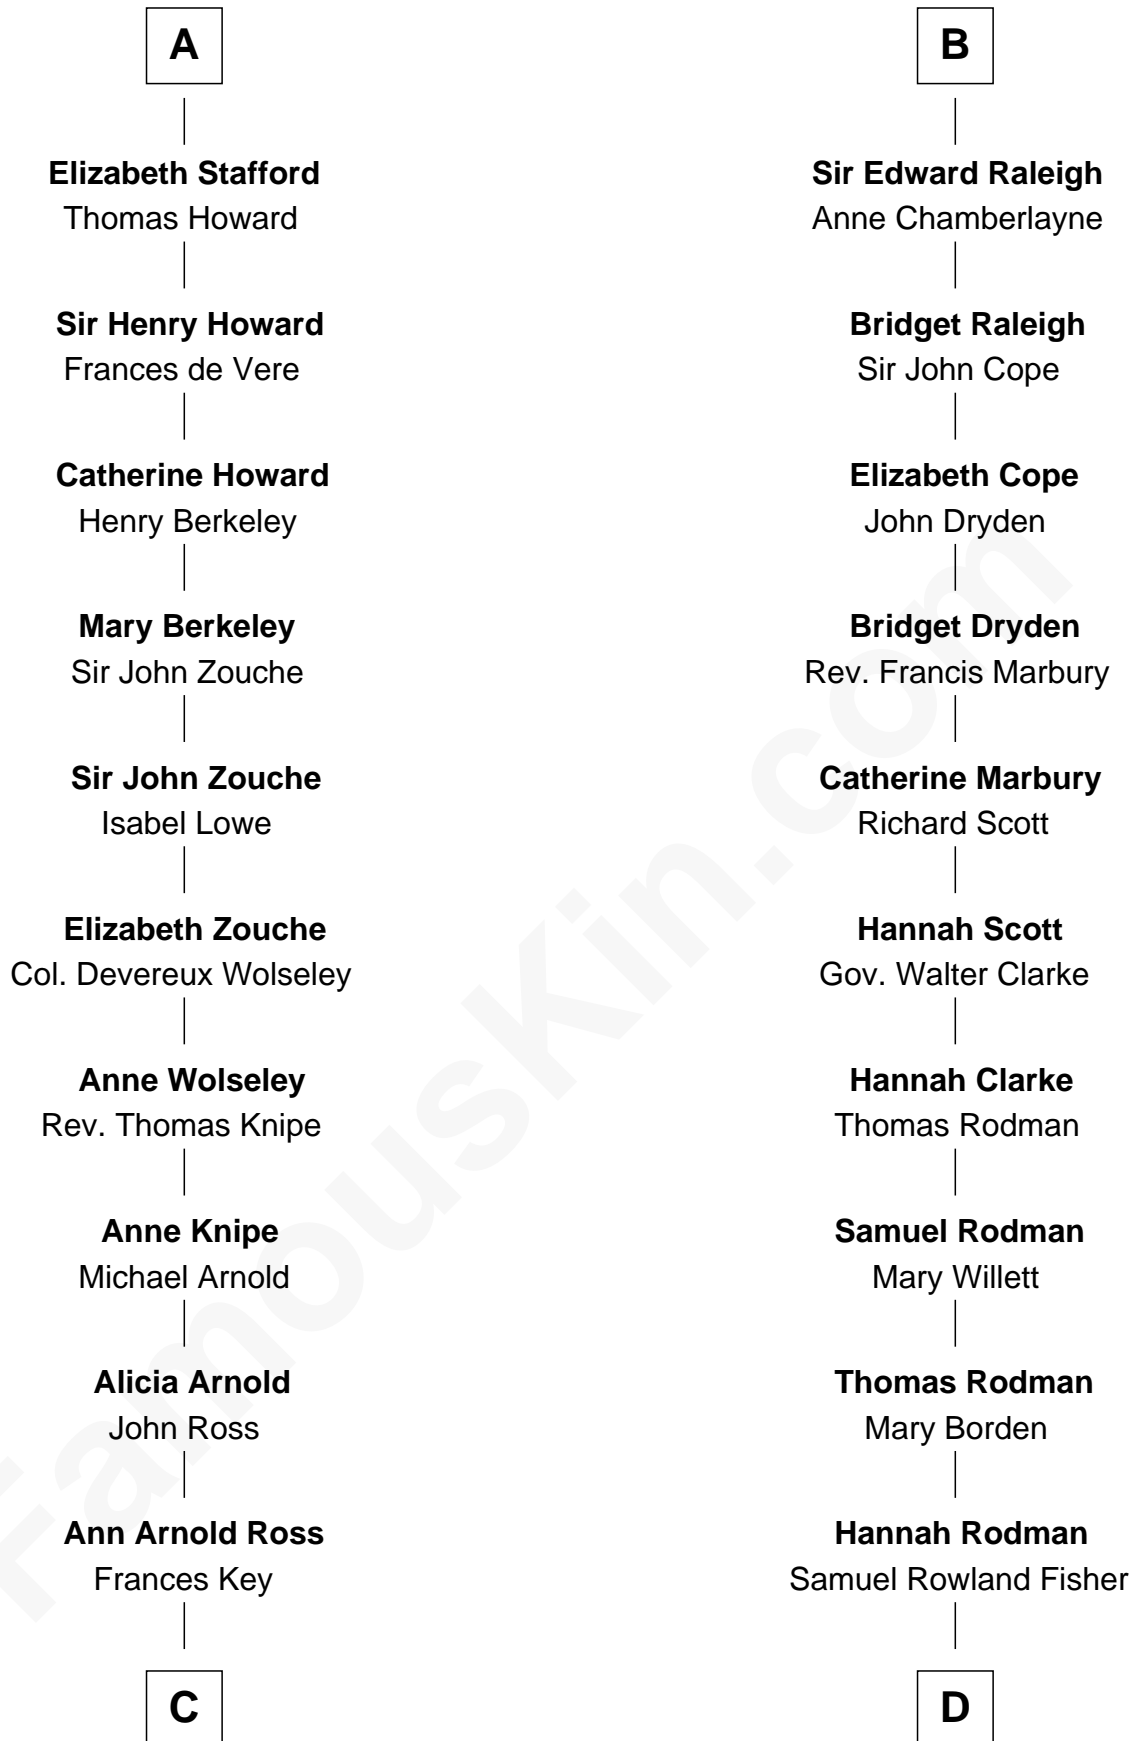 A
Elizabeth Stafford
Thomas Howard
Sir Henry Howard
Frances de Vere
Catherine Howard
Henry Berkeley
Mary Berkeley
Sir John Zouche
Sir John Zouche
Isabel Lowe
Elizabeth Zouche
Col. Devereux Wolseley
Anne Wolseley
Rev. Thomas Knipe
Anne Knipe
Michael Arnold
Alicia Arnold
John Ross
Ann Arnold Ross
Frances Key
C
B
Sir Edward Raleigh
Anne Chamberlayne
Bridget Raleigh
Sir John Cope
Elizabeth Cope
John Dryden
Bridget Dryden
Rev. Francis Marbury
Catherine Marbury
Richard Scott
Hannah Scott
Gov. Walter Clarke
Hannah Clarke
Thomas Rodman
Samuel Rodman
Mary Willett
Thomas Rodman
Mary Borden
Hannah Rodman
Samuel Rowland Fisher
D
FamousKin.com